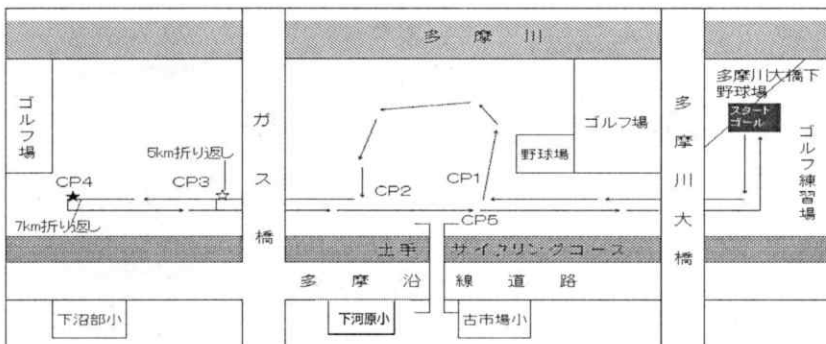 多摩川
多摩川大橋下
野球場
スタート
ゴール
ゴルフ場
ガス橋
ゴルフ場
野球場
多摩川大橋
ゴルフ練習場
5km折り返し
CP4
CP3
CP2
CP1
CP5
7km折り返し
土手 サイクリングコース
多摩沿線道路
下沼部小
下河原小
古市場小